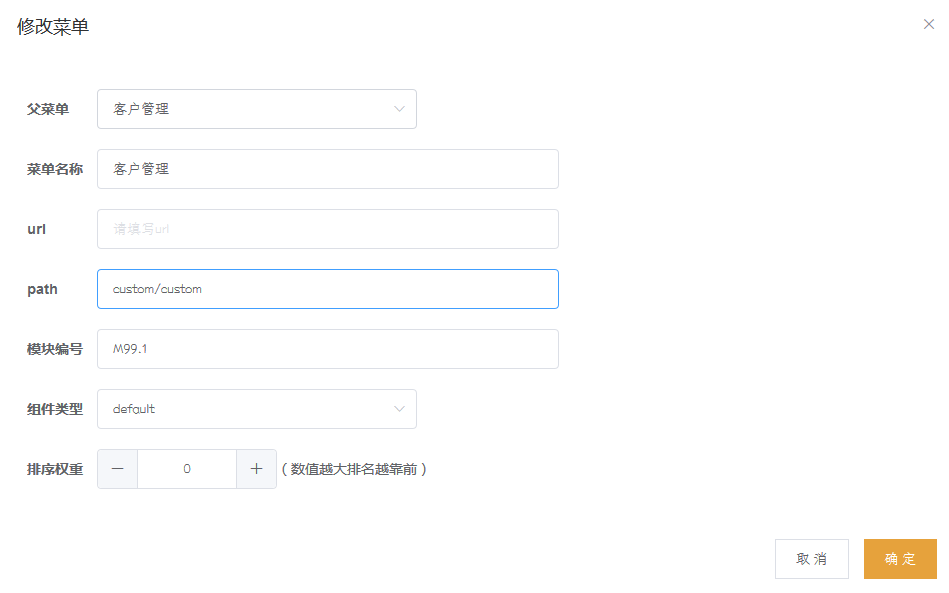 修改菜单
父菜单 客户管理
菜单名称 客户管理
url 请填写url
path custom/custom
模块编号 M99.1
组件类型 default
排序权重 0 (数值越大排名越靠前)
取消 确定